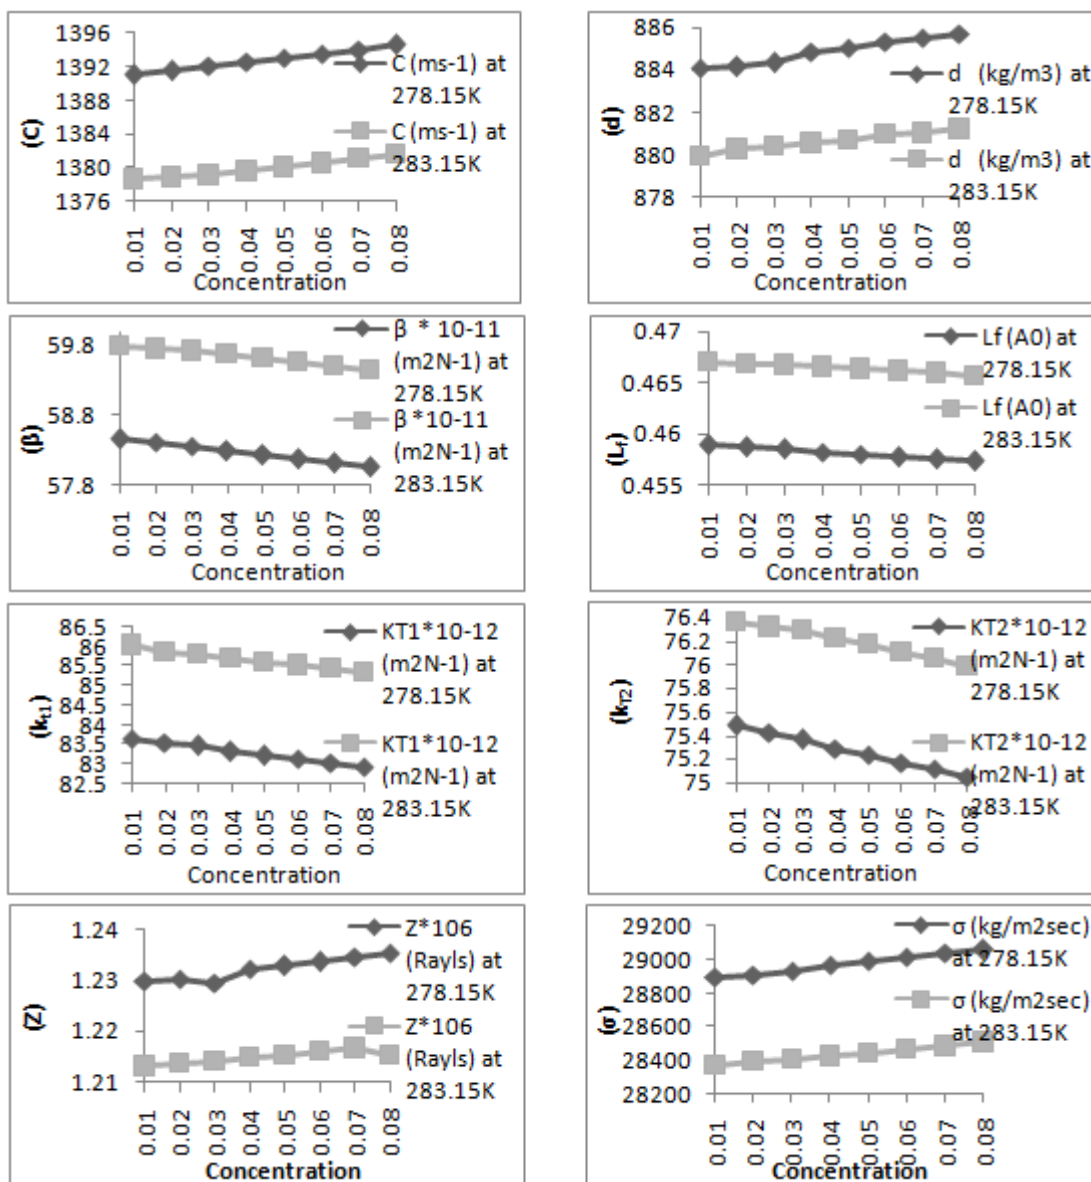 1396
1392
1388
1384
1380
1376
(C)
C (ms-1) at
278.15K
C (ms-1) at
283.15K
0.01
0.02
0.03
0.04
0.05
0.06
0.07
0.08
Concentration
886
884
882
880
878
(d)
d (kg/m3) at
278.15K
d (kg/m3) at
283.15K
0.01
0.02
0.03
0.04
0.05
0.06
0.07
0.08
Concentration
59.8
58.8
57.8
(β)
β * 10-11
(m2N-1) at
278.15K
β *10-11
(m2N-1) at
283.15K
0.01
0.02
0.03
0.04
0.05
0.06
0.07
0.08
Concentration
0.47
0.465
0.46
0.455
(Lf)
Lf (A0) at
278.15K
Lf (A0) at
283.15K
0.01
0.02
0.03
0.04
0.05
0.06
0.07
0.08
Concentration
86.5
86
85.5
85
84.5
84
83.5
83
82.5
(kt1)
KT1*10-12
(m2N-1) at
278.15K
KT1*10-12
(m2N-1) at
283.15K
0.01
0.02
0.03
0.04
0.05
0.06
0.07
0.08
Concentration
76.4
76.2
76
75.8
75.6
75.4
75.2
75
(kT2)
KT2*10-12
(m2N-1) at
278.15K
KT2*10-12
(m2N-1) at
283.15K
0.01
0.02
0.03
0.04
0.05
0.06
0.07
0.08
Concentration
1.24
1.23
1.22
1.21
(Z)
Z*106
(Rayls) at
278.15K
Z*106
(Rayls) at
283.15K
0.01
0.02
0.03
0.04
0.05
0.06
0.07
0.08
Concentration
29200
29000
28800
28600
28400
28200
(σ)
σ (kg/m2sec)
at 278.15K
σ (kg/m2sec)
at 283.15K
0.01
0.02
0.03
0.04
0.05
0.06
0.07
0.08
Concentration